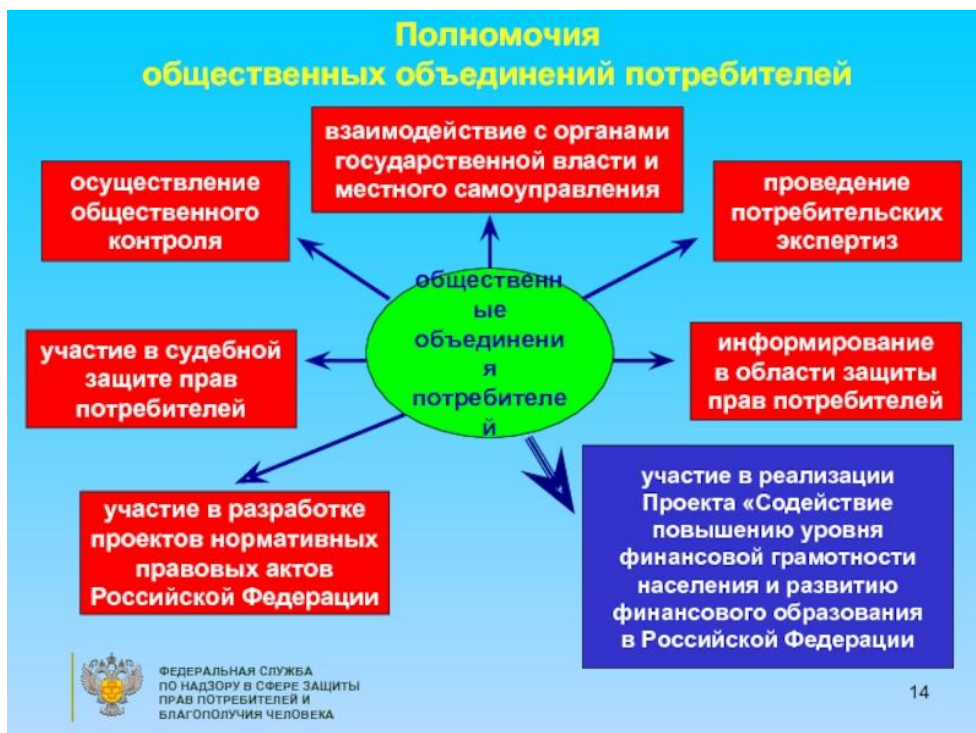 Полномочия
общественных объединений потребителей
взаимодействие с органами
государственной власти и
местного самоуправления
осуществление
общественного
контроля
проведение
потребительских
экспертиз
общественн
ые
объединени
я
потребителе
й
участие в судебной
защите прав
потребителей
информирование
в области защиты
прав потребителей
участие в разработке
проектов нормативных
правовых актов
Российской Федерации
участие в реализации
Проекта «Содействие
повышению уровня
финансовой грамотности
населения и развитию
финансового образования
в Российской Федерации
ФЕДЕРАЛЬНАЯ СЛУЖБА
ПО НАДЗОРУ В СФЕРЕ ЗАЩИТЫ
ПРАВ ПОТРЕБИТЕЛЕЙ И
БЛАГОПОЛУЧИЯ ЧЕЛОВЕКА
14